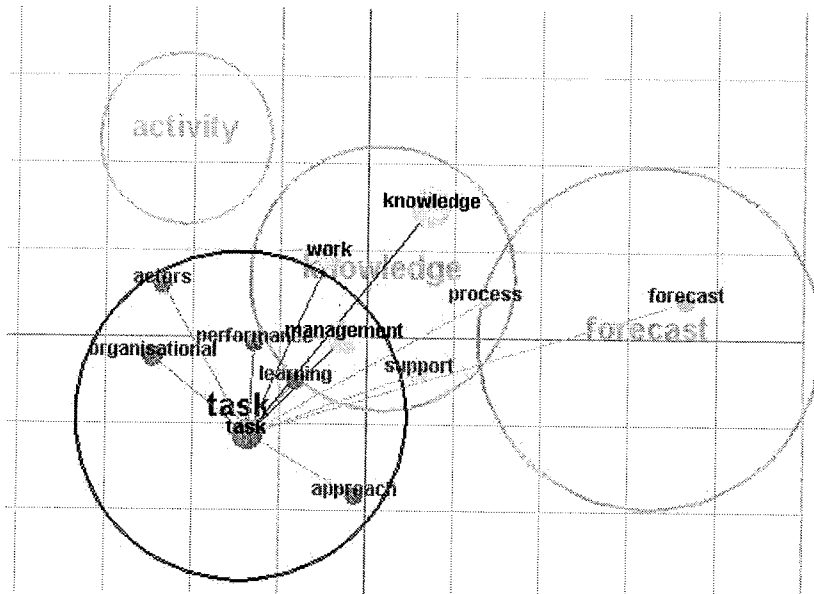 activity
knowledge
work
knowledge
actors
process
forecast
performance
management
forecast
organisational
learning
support
task
task
approach